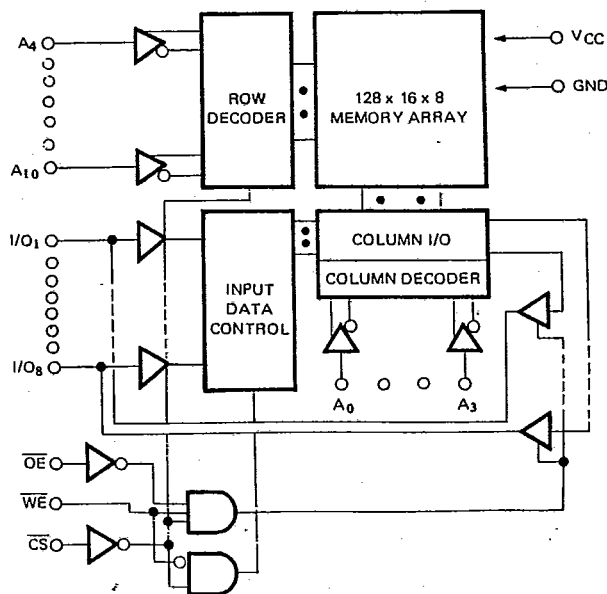 A4
ROW
DECODER
128 x 16 x 8
MEMORY ARRAY
VCC
GND
A10
I/O1
INPUT
DATA
CONTROL
COLUMN I/O
COLUMN DECODER
I/O8
A0
A3
OE
WE
CS